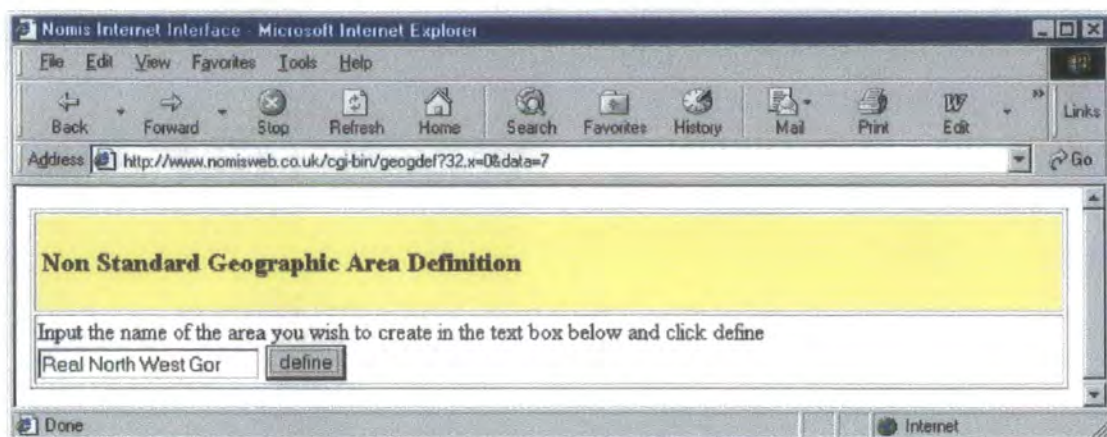 Nomis Internet Interface - Microsoft Internet Explorer
File Edit View Favorites Tools Help
Back Forward Stop Refresh Home Search Favorites History Mail Print Edit » Links
Address http://www.nomisweb.co.uk/cgi-bin/geogdef?32.x=0&data=7 Go
Non Standard Geographic Area Definition
Input the name of the area you wish to create in the text box below and click define
Real North West Gor define
Done Internet